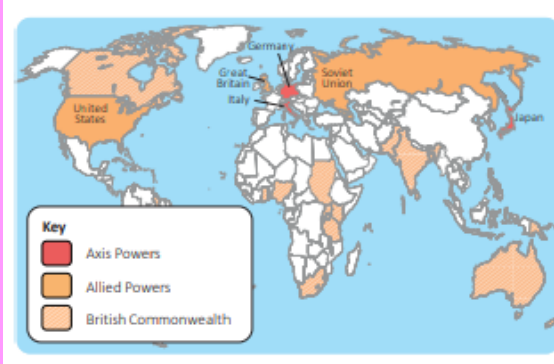 Germany
Great
Britain
Italy
Soviet
Union
United
States
Japan
Key
Axis Powers
Allied Powers
British Commonwealth